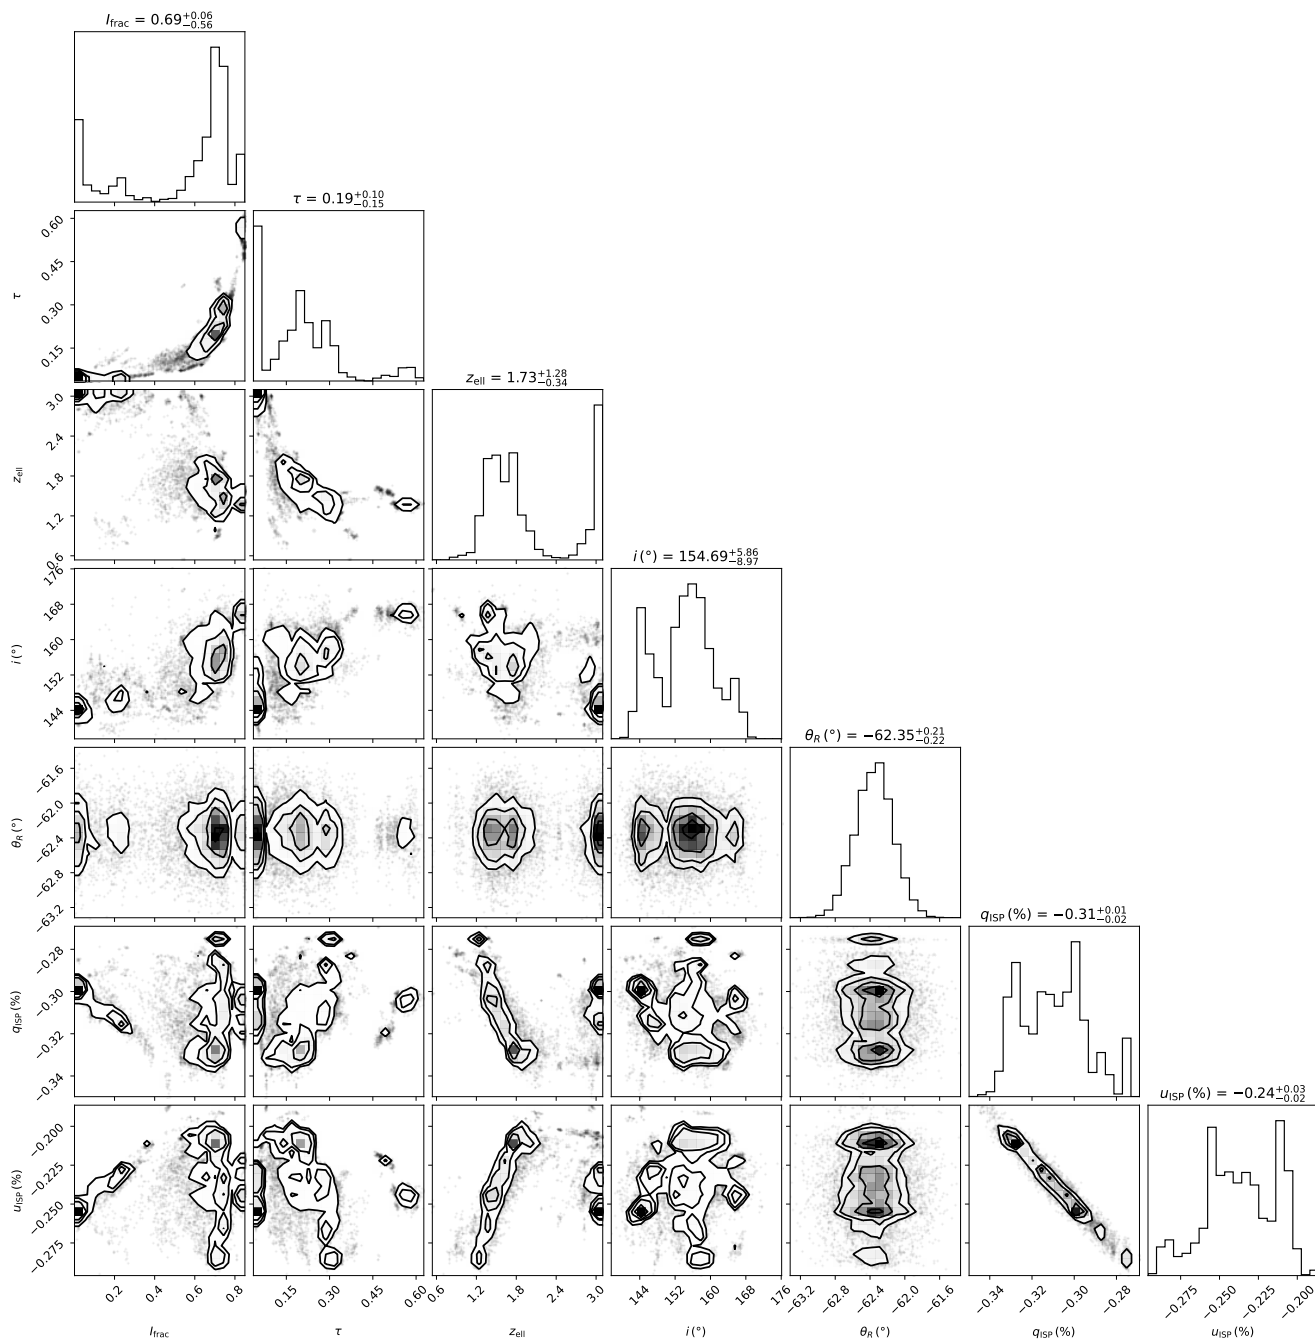 I_frac = 0.69 +0.06 −0.56
τ = 0.19 +0.10 −0.15
0.60
0.45
0.30
0.15
τ
z_ell = 1.73 +1.28 −0.34
3.0
2.4
1.8
1.2
0.6
z_ell
i (°) = 154.69 +5.86 −8.97
176
168
160
152
144
i (°)
θ_R (°) = −62.35 +0.21 −0.22
−61.6
−62.0
−62.4
−62.8
−63.2
θ_R (°)
q_ISP (%) = −0.31 +0.01 −0.02
−0.28
−0.30
−0.32
−0.34
q_ISP (%)
u_ISP (%) = −0.24 +0.03 −0.02
−0.200
−0.225
−0.250
−0.275
u_ISP (%)
0.2 0.4 0.6 0.8 0.15 0.30 0.45 0.60 0.6 1.2 1.8 2.4 3.0 144 152 160 168 176 −63.2 −62.8 −62.4 −62.0 −61.6 −0.34 −0.32 −0.30 −0.28 −0.275 −0.250 −0.225 −0.200
I_frac τ z_ell i (°) θ_R (°) q_ISP (%) u_ISP (%)